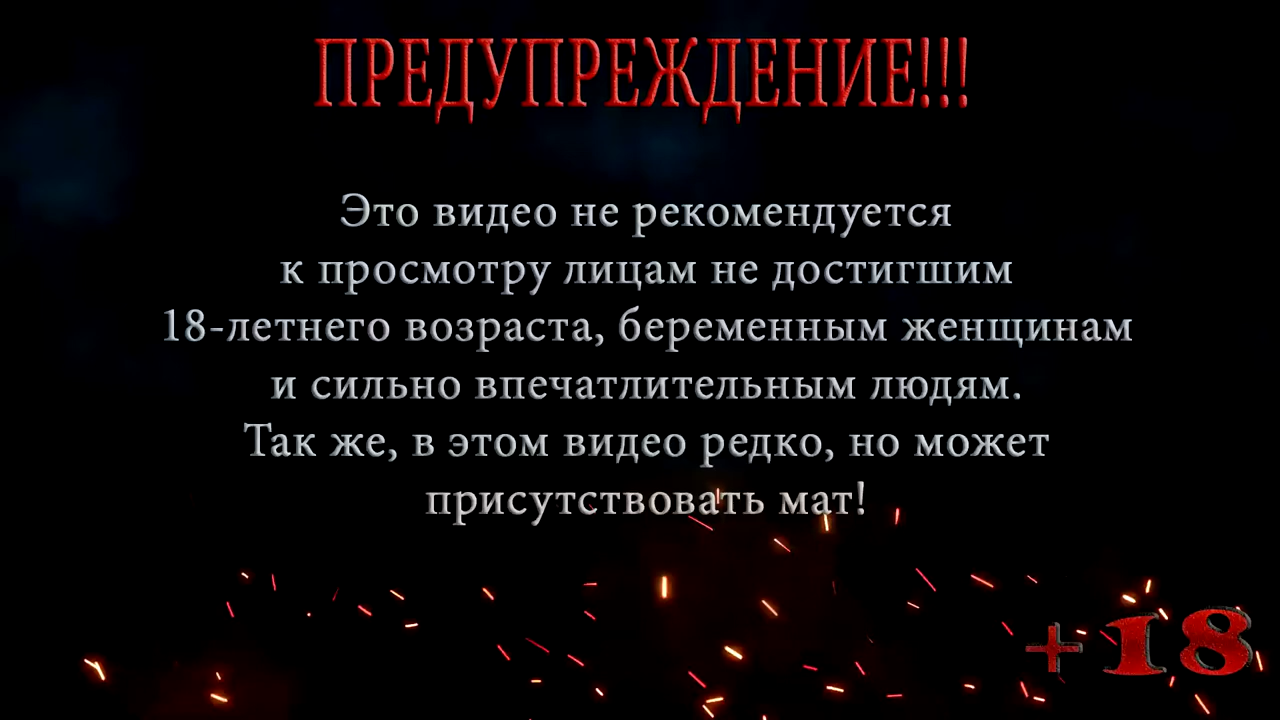 ПРЕДУПРЕЖДЕНИЕ!!!
Это видео не рекомендуется
к просмотру лицам не достигшим
18-летнего возраста, беременным женщинам
и сильно впечатлительным людям.
Так же, в этом видео редко, но может
присутствовать мат!
+18